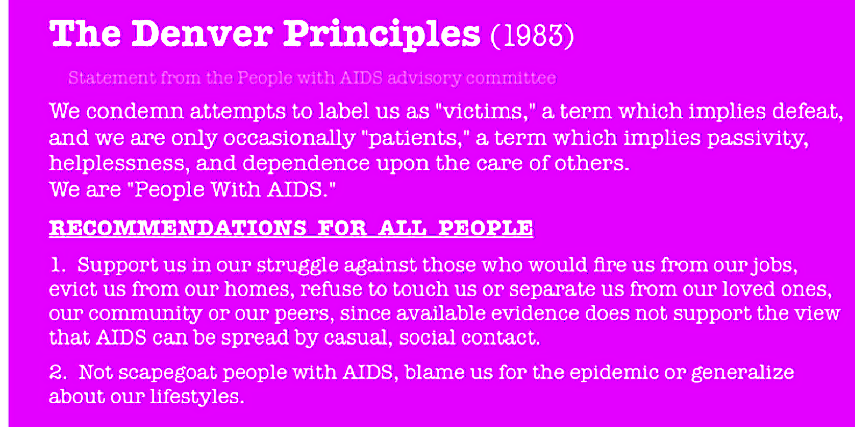 The Denver Principles (1983)
Statement from the People with AIDS advisory committee
We condemn attempts to label us as "victims," a term which implies defeat,
and we are only occasionally "patients," a term which implies passivity,
helplessness, and dependence upon the care of others.
We are "People With AIDS."
RECOMMENDATIONS FOR ALL PEOPLE
1. Support us in our struggle against those who would fire us from our jobs,
evict us from our homes, refuse to touch us or separate us from our loved ones,
our community or our peers, since available evidence does not support the view
that AIDS can be spread by casual, social contact.
2. Not scapegoat people with AIDS, blame us for the epidemic or generalize
about our lifestyles.